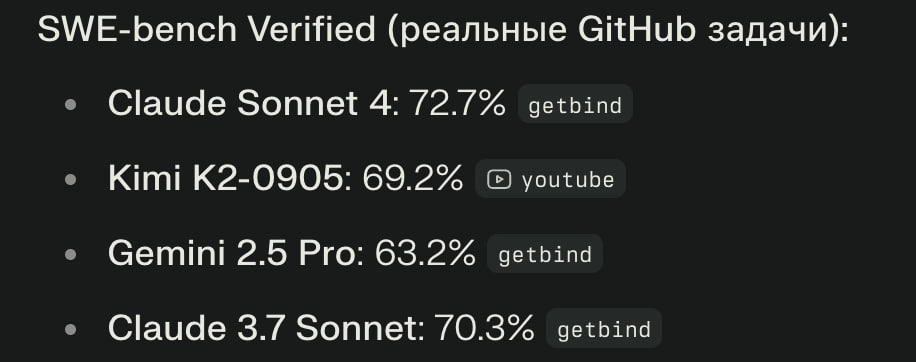 SWE-bench Verified (реальные GitHub задачи):
Claude Sonnet 4: 72.7% getbind
Kimi K2-0905: 69.2% youtube
Gemini 2.5 Pro: 63.2% getbind
Claude 3.7 Sonnet: 70.3% getbind